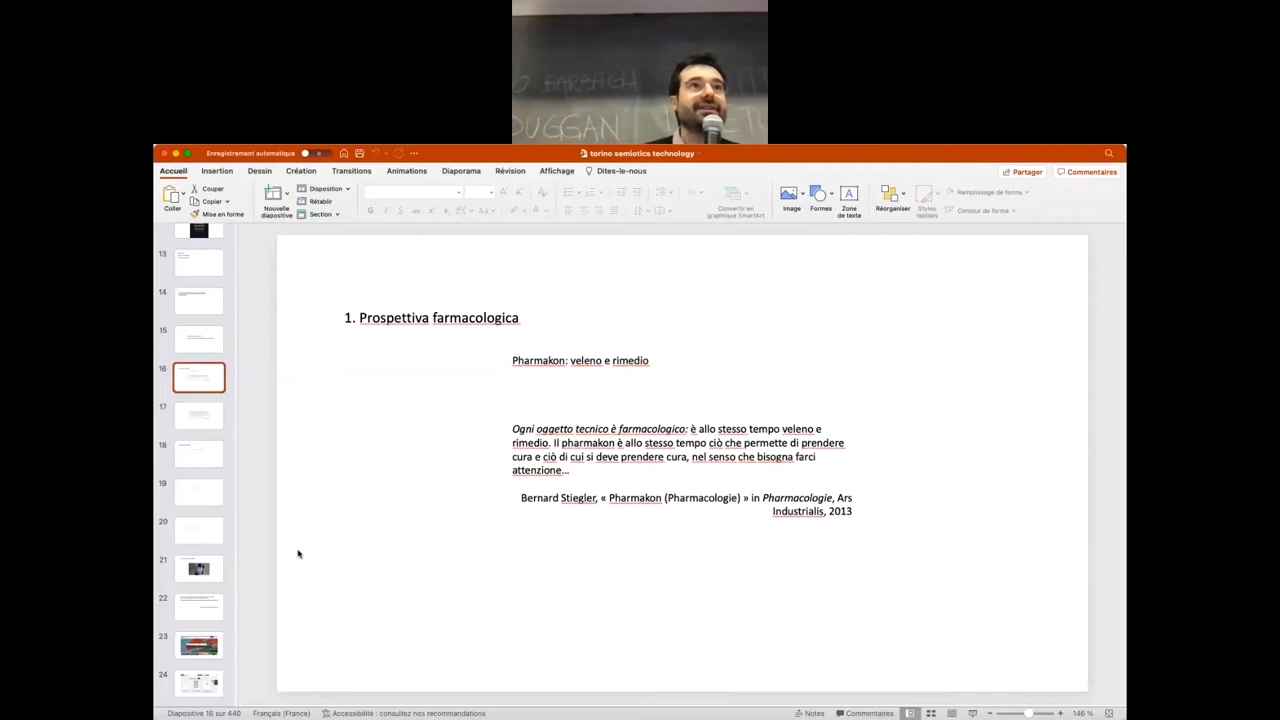 BARBAGH
DUGGAN
Enregistrement automatique
torino semiotics technology
Accueil Insertion Dessin Création Transitions Animations Diaporama Révision Affichage Dites-le-nous
Partager Commentaires
Coller
Couper
Copier
Mise en forme
Nouvelle
diapositive
Disposition
Rétablir
Section
Convertir en
graphique SmartArt
Image
Formes
Zone
de texte
Réorganiser
Styles
rapides
Remplissage de forme
Contour de forme
13
14
15
16
17
18
19
20
21
22
23
24
1. Prospettiva farmacologica
Pharmakon: veleno e rimedio
Ogni oggetto tecnico è farmacologico: è allo stesso tempo veleno e
rimedio. Il pharmakon è allo stesso tempo ciò che permette di prendere
cura e ciò di cui si deve prendere cura, nel senso che bisogna farci
attenzione…
Bernard Stiegler, « Pharmakon (Pharmacologie) » in Pharmacologie, Ars
Industrialis, 2013
Diapositive 16 sur 440 Français (France) Accessibilité : consultez nos recommandations Notes Commentaires 146 %